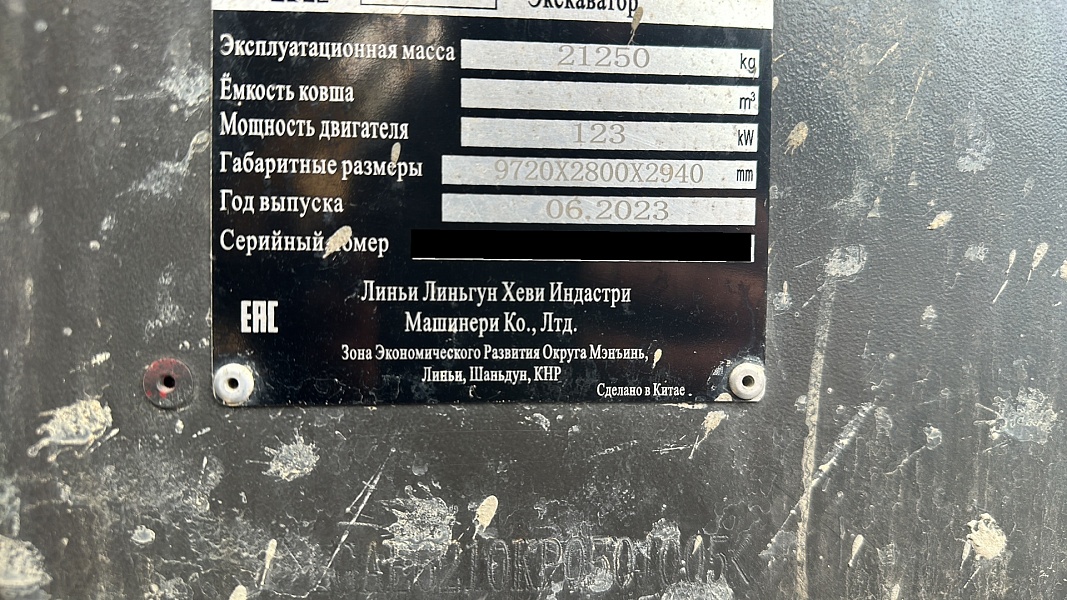 Экскаватор
Эксплуатационная масса 21250 kg
Ёмкость ковша m³
Мощность двигателя 123 kW
Габаритные размеры 9720X2800X2940 mm
Год выпуска 06.2023
Серийный номер
Линьи Линьгун Хеви Индастри
Машинери Ко., Лтд.
EAC
Зона Экономического Развития Округа Мэнъинь,
Линьи, Шаньдун, КНР
Сделано в Китае